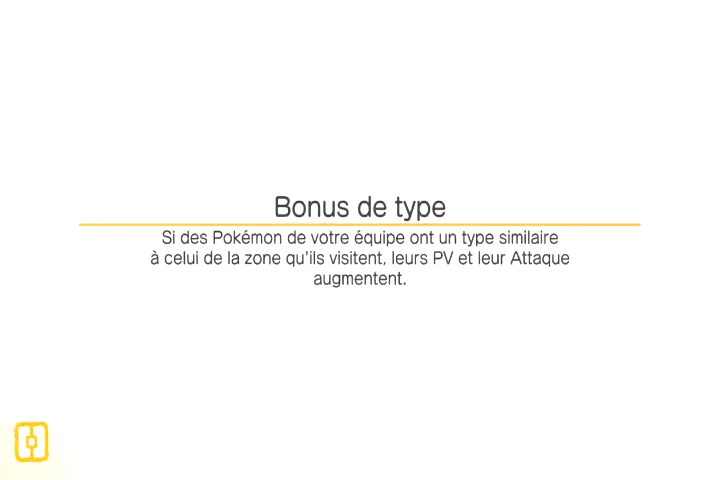 Bonus de type
Si des Pokémon de votre équipe ont un type similaire
à celui de la zone qu'ils visitent, leurs PV et leur Attaque
augmentent.